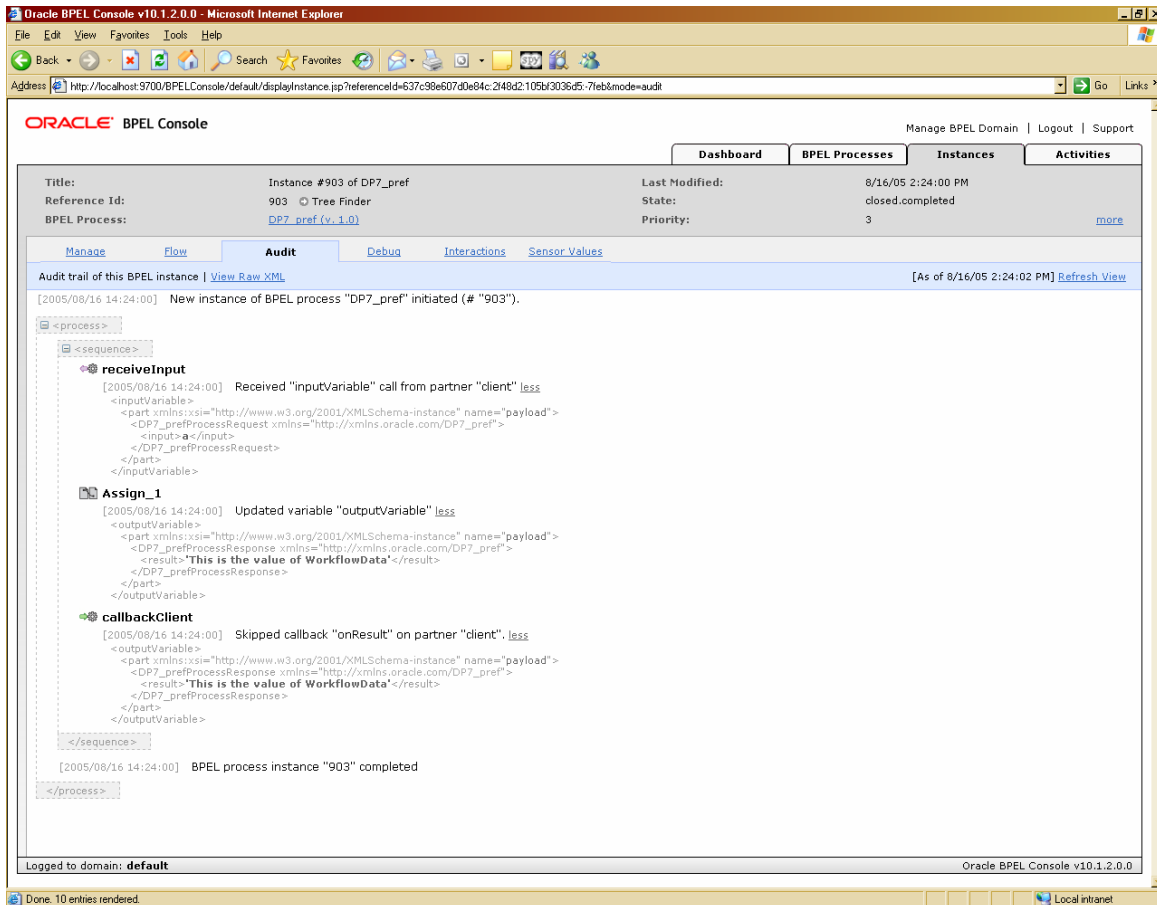 Oracle BPEL Console v10.1.2.0.0 - Microsoft Internet Explorer
File Edit View Favorites Tools Help
Back Search Favorites SPY
Address http://localhost:9700/BPELConsole/default/displayInstance.jsp?referenceId=637c98e607d0e84c:2f48d2:105bf3036d5:-7feb&mode=audit Go Links »
ORACLE BPEL Console
Manage BPEL Domain | Logout | Support
Dashboard BPEL Processes Instances Activities
Title: Instance #903 of DP7_pref Last Modified: 8/16/05 2:24:00 PM
Reference Id: 903 Tree Finder State: closed.completed
BPEL Process: DP7_pref (v. 1.0) Priority: 3 more
Manage Flow Audit Debug Interactions Sensor Values
Audit trail of this BPEL instance | View Raw XML [As of 8/16/05 2:24:02 PM] Refresh View
[2005/08/16 14:24:00] New instance of BPEL process "DP7_pref" initiated (# "903").
<process>
<sequence>
receiveInput
[2005/08/16 14:24:00] Received "inputVariable" call from partner "client" less
<inputVariable>
<part xmlns:xsi="http://www.w3.org/2001/XMLSchema-instance" name="payload">
<DP7_prefProcessRequest xmlns="http://xmlns.oracle.com/DP7_pref">
<input>a</input>
</DP7_prefProcessRequest>
</part>
</inputVariable>
Assign_1
[2005/08/16 14:24:00] Updated variable "outputVariable" less
<outputVariable>
<part xmlns:xsi="http://www.w3.org/2001/XMLSchema-instance" name="payload">
<DP7_prefProcessResponse xmlns="http://xmlns.oracle.com/DP7_pref">
<result>'This is the value of WorkflowData'</result>
</DP7_prefProcessResponse>
</part>
</outputVariable>
callbackClient
[2005/08/16 14:24:00] Skipped callback "onResult" on partner "client". less
<outputVariable>
<part xmlns:xsi="http://www.w3.org/2001/XMLSchema-instance" name="payload">
<DP7_prefProcessResponse xmlns="http://xmlns.oracle.com/DP7_pref">
<result>'This is the value of WorkflowData'</result>
</DP7_prefProcessResponse>
</part>
</outputVariable>
</sequence>
[2005/08/16 14:24:00] BPEL process instance "903" completed
</process>
Logged to domain: default Oracle BPEL Console v10.1.2.0.0
Done. 10 entries rendered. Local intranet